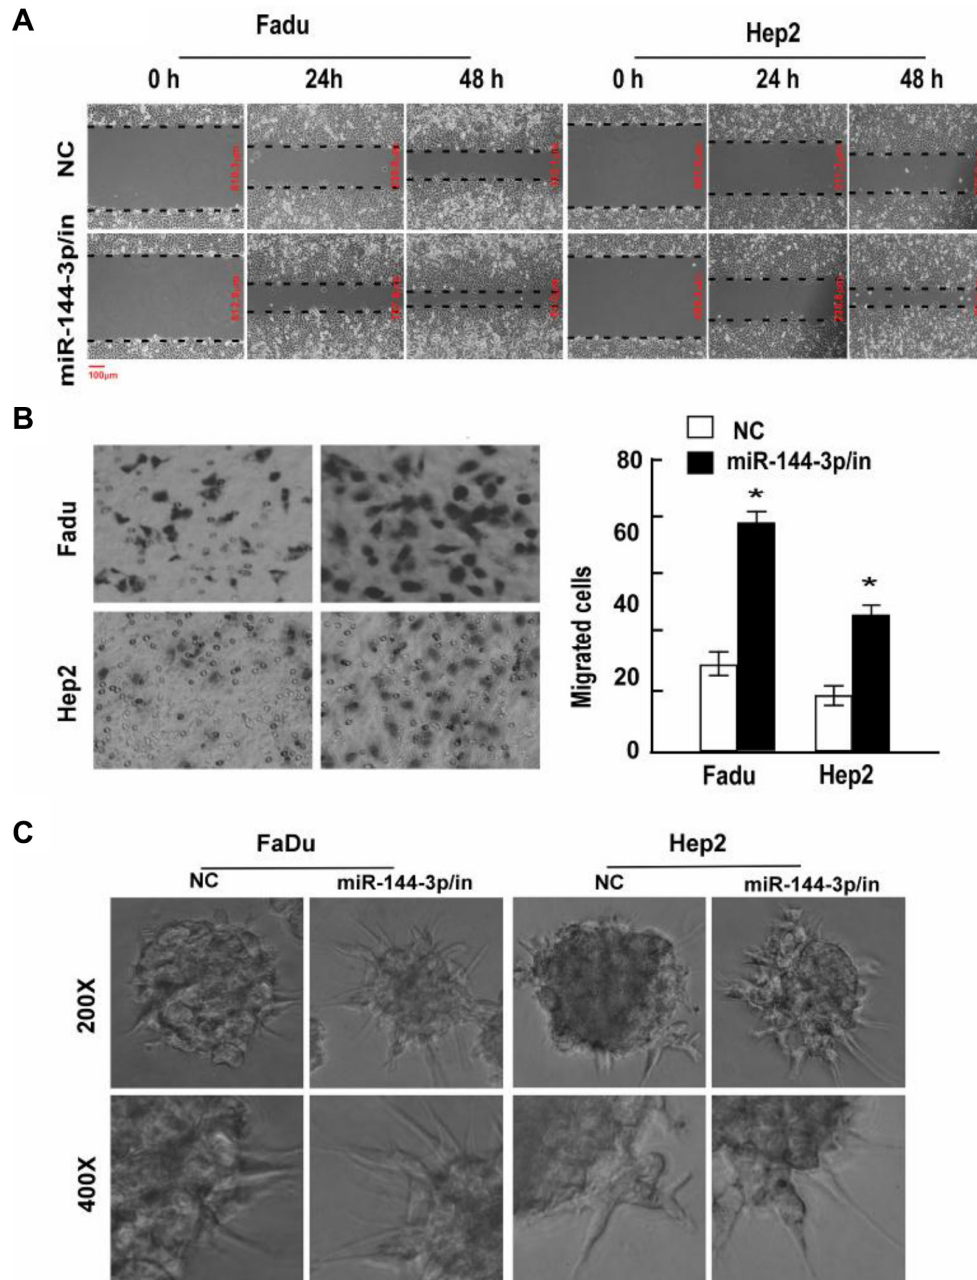 A
Fadu
Hep2
0 h 24h 48 h 0 h 24 h 48 h
NC
miR-144-3p/in
100μm
B
Fadu
Hep2
NC
miR-144-3p/in
Migrated cells
80
60
40
20
0
*
*
Fadu Hep2
C
FaDu Hep2
NC miR-144-3p/in NC miR-144-3p/in
200X
400X